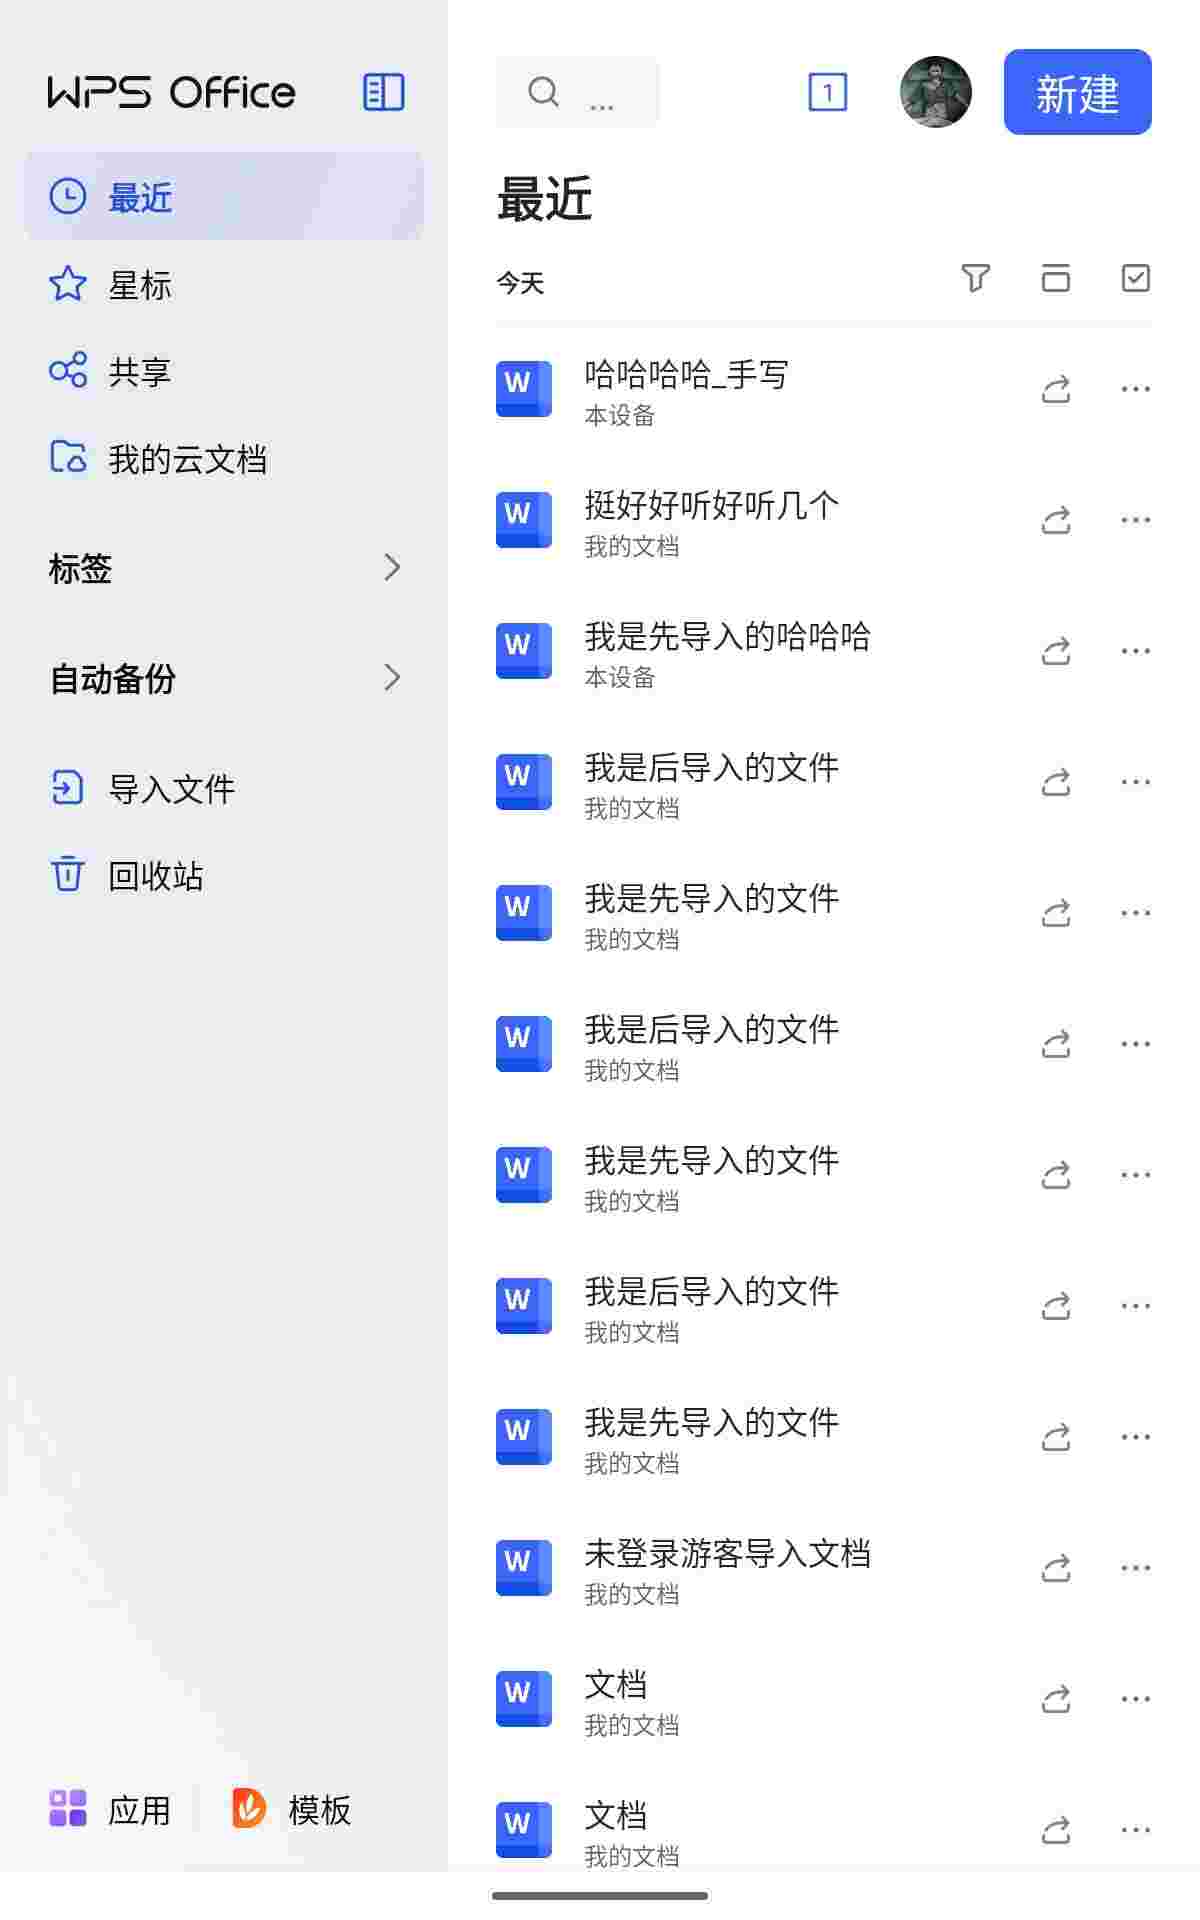 WPS Office
最近
星标
共享
我的云文档
标签
自动备份
导入文件
回收站
应用
模板
...
1
新建
最近
今天
哈哈哈哈_手写
本设备
挺好好听好听几个
我的文档
我是先导入的哈哈哈
本设备
我是后导入的文件
我的文档
我是先导入的文件
我的文档
我是后导入的文件
我的文档
我是先导入的文件
我的文档
我是后导入的文件
我的文档
我是先导入的文件
我的文档
未登录游客导入文档
我的文档
文档
我的文档
文档
我的文档